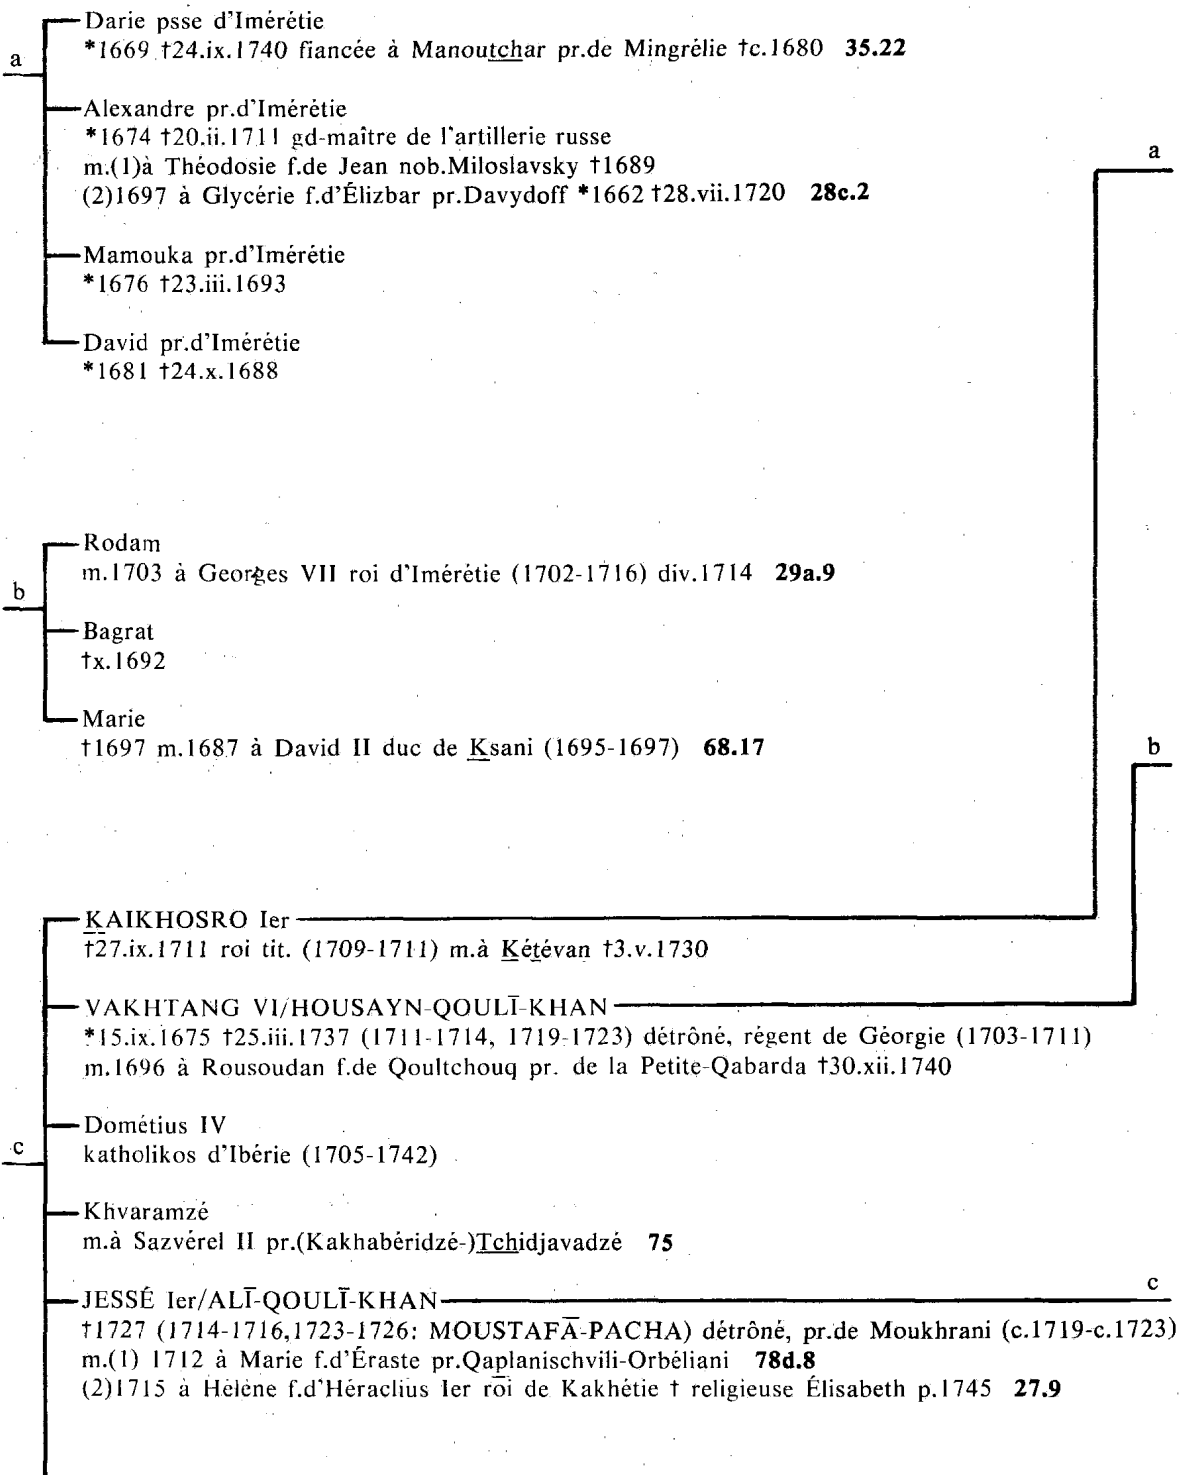 Darie psse d'Imérétie
*1669 †24.ix.1740 fiancée à Manoutchar pr.de Mingrélie †c.1680 35.22
a
Alexandre pr.d'Imérétie
*1674 †20.ii.1711 gd-maître de l'artillerie russe
m.(1)à Théodosie f.de Jean nob.Miloslavsky †1689
(2)1697 à Glycérie f.d'Élizbar pr.Davydoff *1662 †28.vii.1720 28c.2
a
Mamouka pr.d'Imérétie
*1676 †23.iii.1693
David pr.d'Imérétie
*1681 †24.x.1688
Rodam
m.1703 à Georges VII roi d'Imérétie (1702-1716) div.1714 29a.9
b
Bagrat
†x.1692
Marie
†1697 m.1687 à David II duc de Ksani (1695-1697) 68.17
b
KAIKHOSRO Ier
†27.ix.1711 roi tit. (1709-1711) m.à Kétévan †3.v.1730
VAKHTANG VI/HOUSAYN-QOULĪ-KHAN
*15.ix.1675 †25.iii.1737 (1711-1714, 1719-1723) détrôné, régent de Géorgie (1703-1711)
m.1696 à Rousoudan f.de Qoultchouq pr. de la Petite-Qabarda †30.xii.1740
Dométius IV
katholikos d'Ibérie (1705-1742)
c
Khvaramzé
m.à Sazvérel II pr.(Kakhabéridzé-)Tchidjavadzé 75
JESSÉ Ier/ALĪ-QOULĪ-KHAN
c
†1727 (1714-1716,1723-1726: MOUSTAFĀ-PACHA) détrôné, pr.de Moukhrani (c.1719-c.1723)
m.(1) 1712 à Marie f.d'Éraste pr.Qaplanischvili-Orbéliani 78d.8
(2)1715 à Hélène f.d'Héraclius Ier roi de Kakhétie † religieuse Élisabeth p.1745 27.9